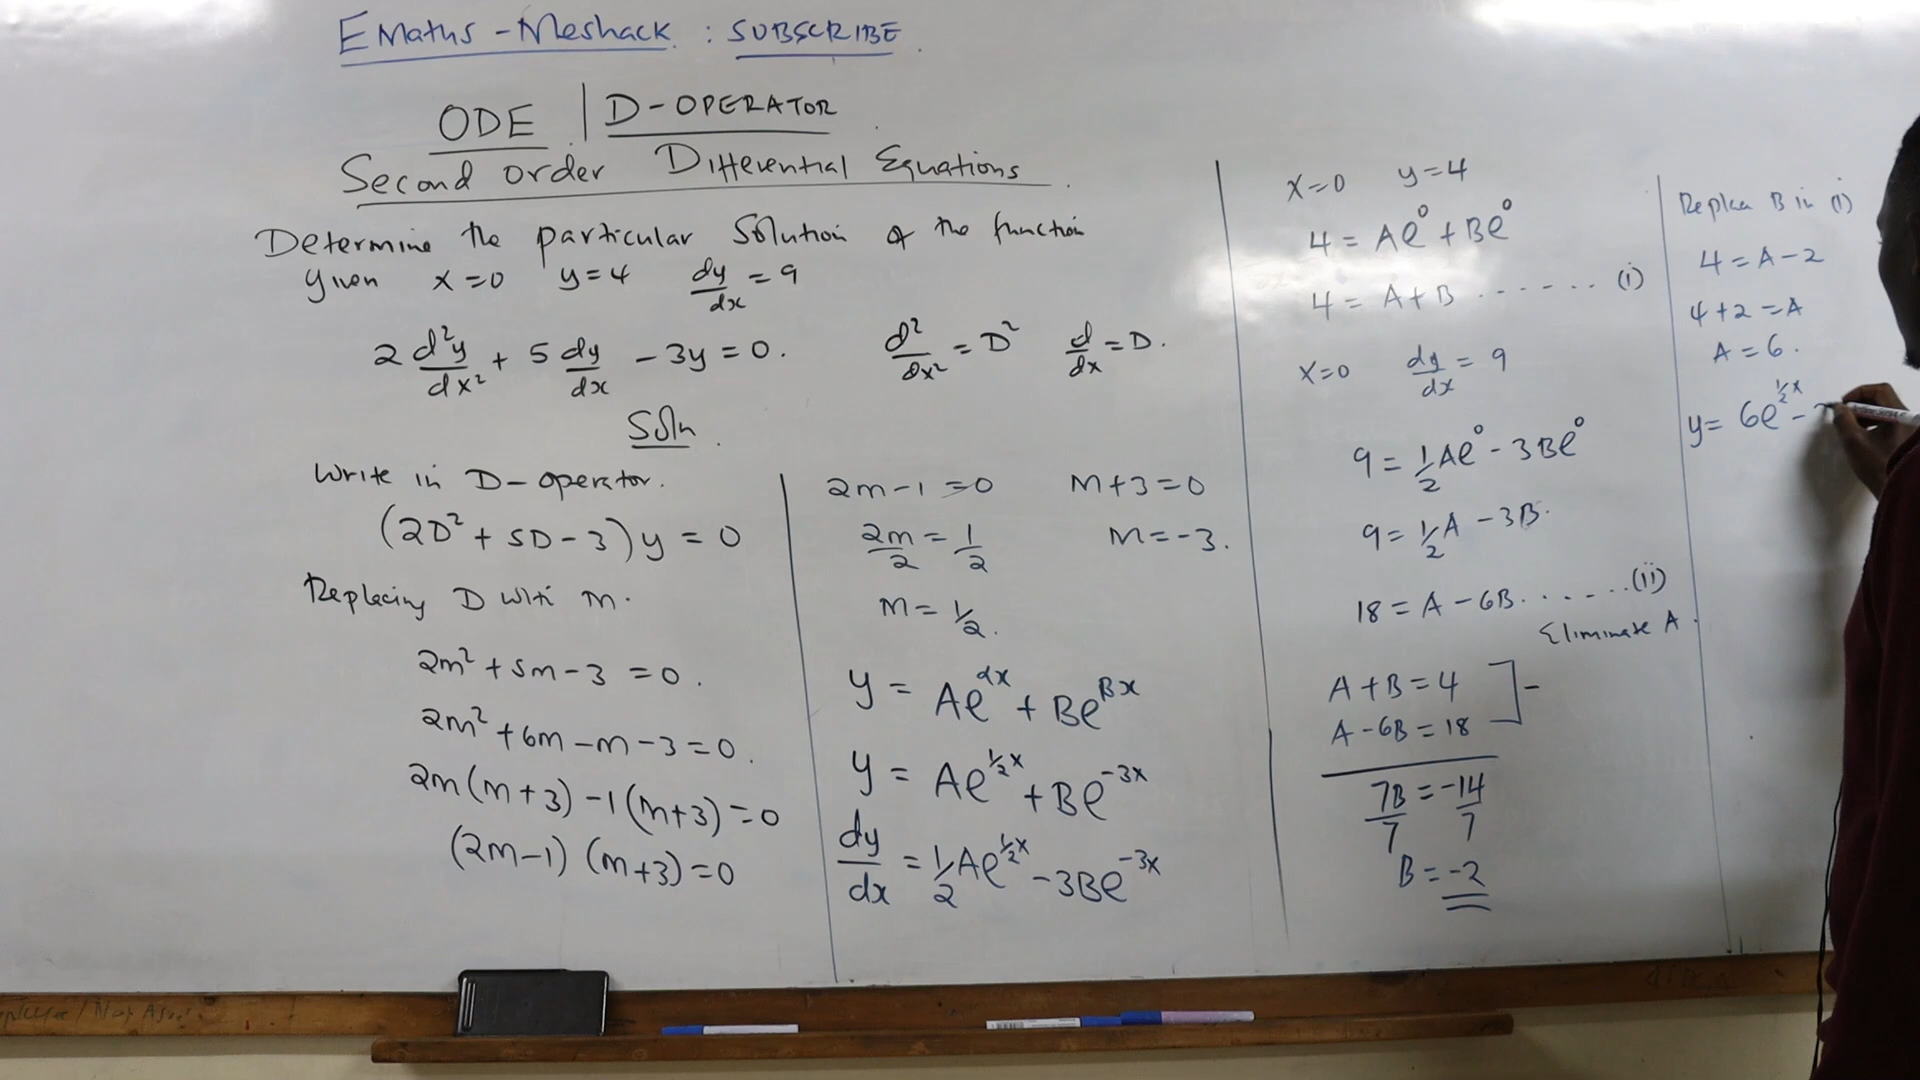 EMaths - Meshack : SUBSCRIBE
ODE | D-OPERATOR
Second Order Differential Equations
Determine the particular Solution of the function
given x=0 y=4 dy/dx = 9
2 d²y/dx² + 5 dy/dx - 3y = 0. d²/dx² = D² d/dx = D.
Soln.
Write in D-operator.
(2D² + 5D - 3)y = 0
Replacing D with m.
2m² + 5m - 3 = 0.
2m² + 6m - m - 3 = 0.
2m(m+3) - 1(m+3) = 0
(2m-1)(m+3) = 0
2m-1 = 0 m+3 = 0
2m/2 = 1/2 m = -3.
m = 1/2.
y = Ae^αx + Be^βx
y = Ae^½x + Be^-3x
dy/dx = 1/2 Ae^½x - 3Be^-3x
x=0 y=4
4 = Ae⁰ + Be⁰
4 = A+B ....... (i)
x=0 dy/dx = 9
9 = 1/2 Ae⁰ - 3Be⁰
9 = 1/2 A - 3B.
18 = A - 6B. ...... (ii)
Eliminate A.
A + B = 4
A - 6B = 18 ] -
7B/7 = -14/7
B = -2
Replace B in (i)
4 = A - 2
4 + 2 = A
A = 6.
y = 6e^½x -